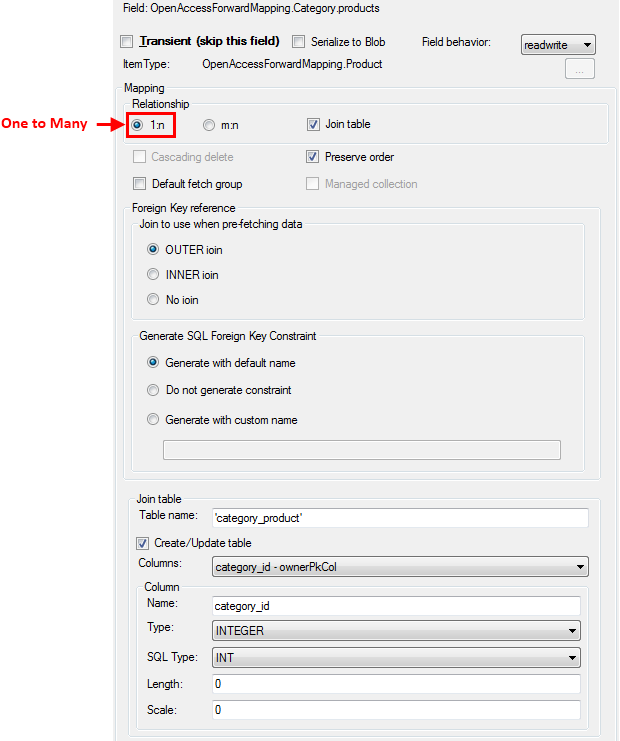 Field: OpenAccessForwardMapping.Category.products
Transient (skip this field) Serialize to Blob Field behavior: readwrite
ItemType: OpenAccessForwardMapping.Product ...
Mapping
Relationship
One to Many 1:n m:n Join table
Cascading delete Preserve order
Default fetch group Managed collection
Foreign Key reference
Join to use when pre-fetching data
OUTER ioin
INNER ioin
No ioin
Generate SQL Foreign Key Constraint
Generate with default name
Do not generate constraint
Generate with custom name
Join table
Table name: 'category_product'
Create/Update table
Columns: category_id - ownerPkCol
Column
Name: category_id
Type: INTEGER
SQL Type: INT
Length: 0
Scale: 0